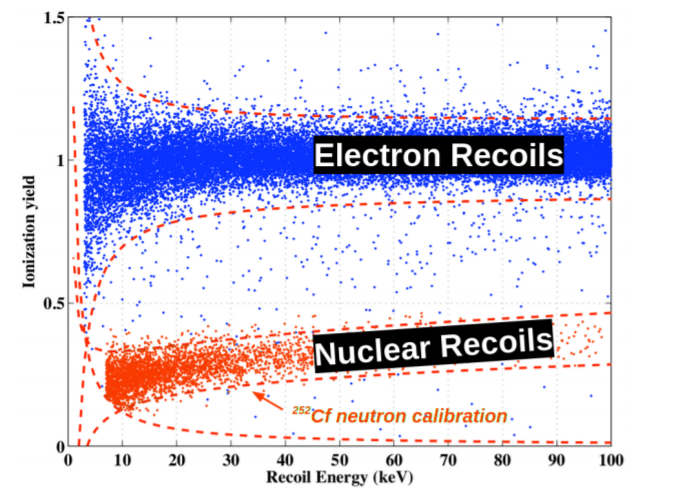 1.5
Electron Recoils
1
Ionization yield
0.5
Nuclear Recoils
252Cf neutron calibration
0
0 10 20 30 40 50 60 70 80 90 100
Recoil Energy (keV)